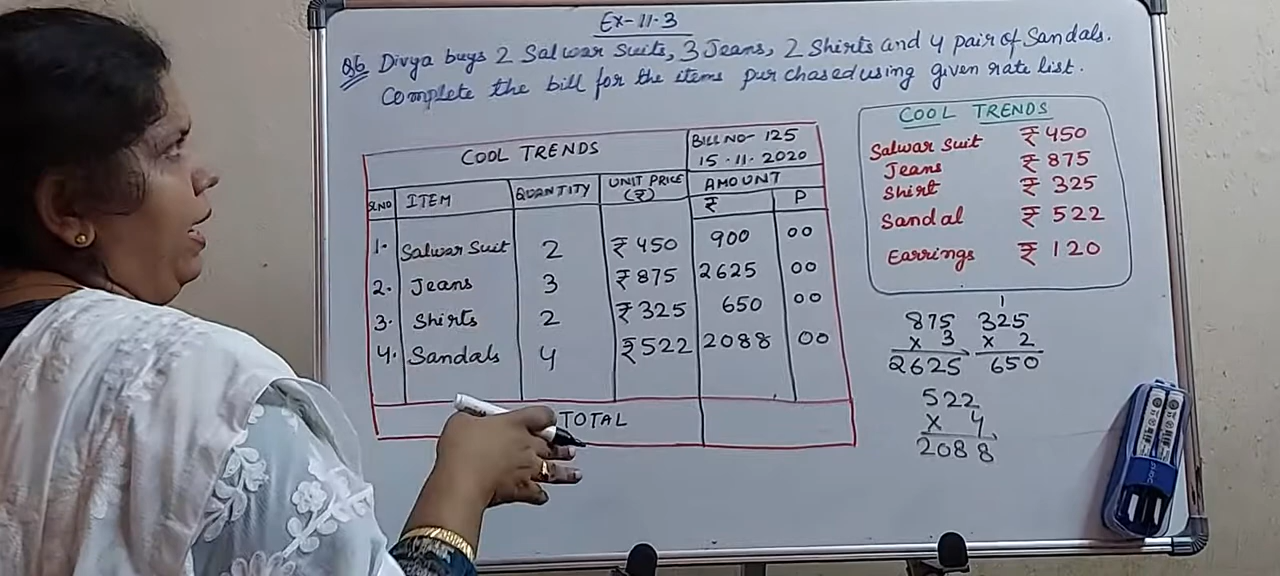 Ex-11.3
Q6 Divya buys 2 Salwar Suits, 3 Jeans, 2 Shirts and 4 pair of Sandals.
Complete the bill for the items purchased using given rate list.
COOL TRENDS
BILL NO- 125
15.11.2020
SL.NO ITEM QUANTITY UNIT PRICE (₹) AMOUNT
₹ P
1. Salwar Suit 2 ₹ 450 900 00
2. Jeans 3 ₹ 875 2625 00
3. Shirts 2 ₹ 325 650 00
4. Sandals 4 ₹ 522 2088 00
TOTAL
COOL TRENDS
Salwar Suit ₹ 450
Jeans ₹ 875
Shirt ₹ 325
Sandal ₹ 522
Earrings ₹ 120
875
x 3
2625
1
325
x 2
650
522
x 4
2088